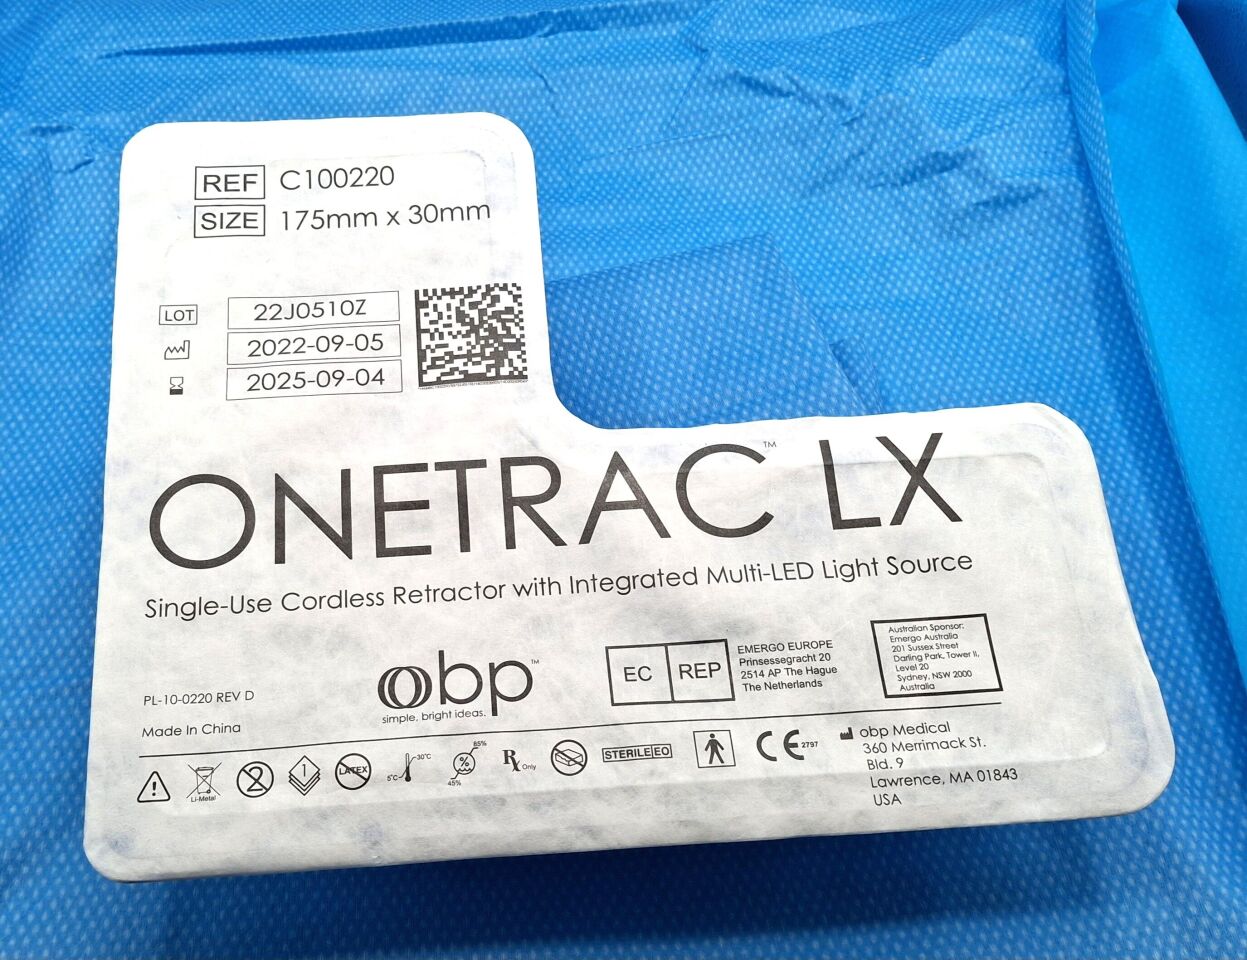 REF C100220
SIZE 175mm x 30mm
LOT 22J0510Z
2022-09-05
2025-09-04
ONETRAC™ LX
Single-Use Cordless Retractor with Integrated Multi-LED Light Source
PL-10-0220 REV D
Made In China
obp™
simple, bright ideas.
EC REP
EMERGO EUROPE
Prinsessegracht 20
2514 AP The Hague
The Netherlands
Australian Sponsor:
Emergo Australia
201 Sussex Street
Darling Park, Tower II,
Level 20
Sydney, NSW 2000
Australia
Li-Metal
2
1
LATEX
5°C
30°C
%
85%
45%
Rx Only
STERILE EO
CE 2797
obp Medical
360 Merrimack St.
Bld. 9
Lawrence, MA 01843
USA